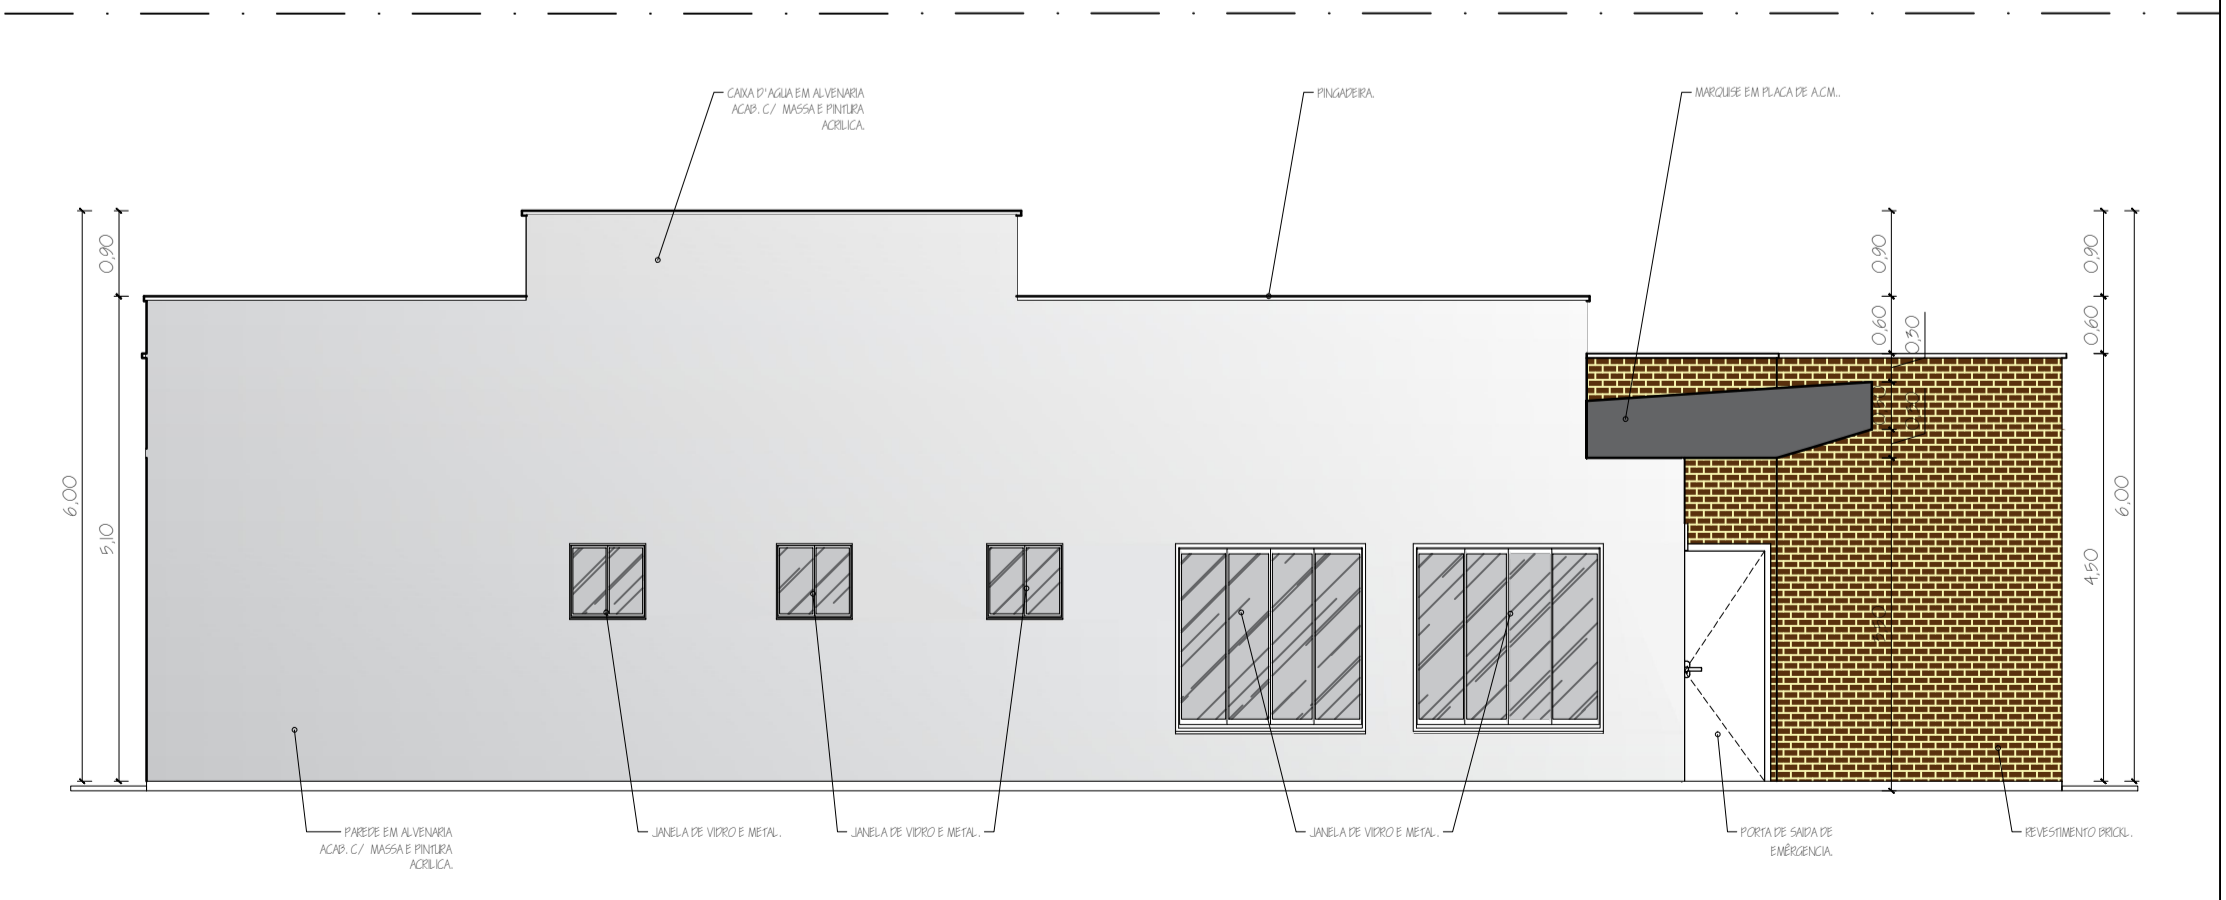 CAIXA D'AGUA EM ALVENARIA
ACAB. C/ MASSA E PINTURA
ACRILICA.
PINGADEIRA.
MARQUISE EM PLACA DE A.C.M..
0,90
5,10
6,00
0,90
0,60
0,30
0,90
0,60
4,50
6,00
PAREDE EM ALVENARIA
ACAB. C/ MASSA E PINTURA
ACRILICA.
JANELA DE VIDRO E METAL.
JANELA DE VIDRO E METAL.
JANELA DE VIDRO E METAL.
PORTA DE SAIDA DE
EMÊRGENCIA.
REVESTIMENTO BRICKL.